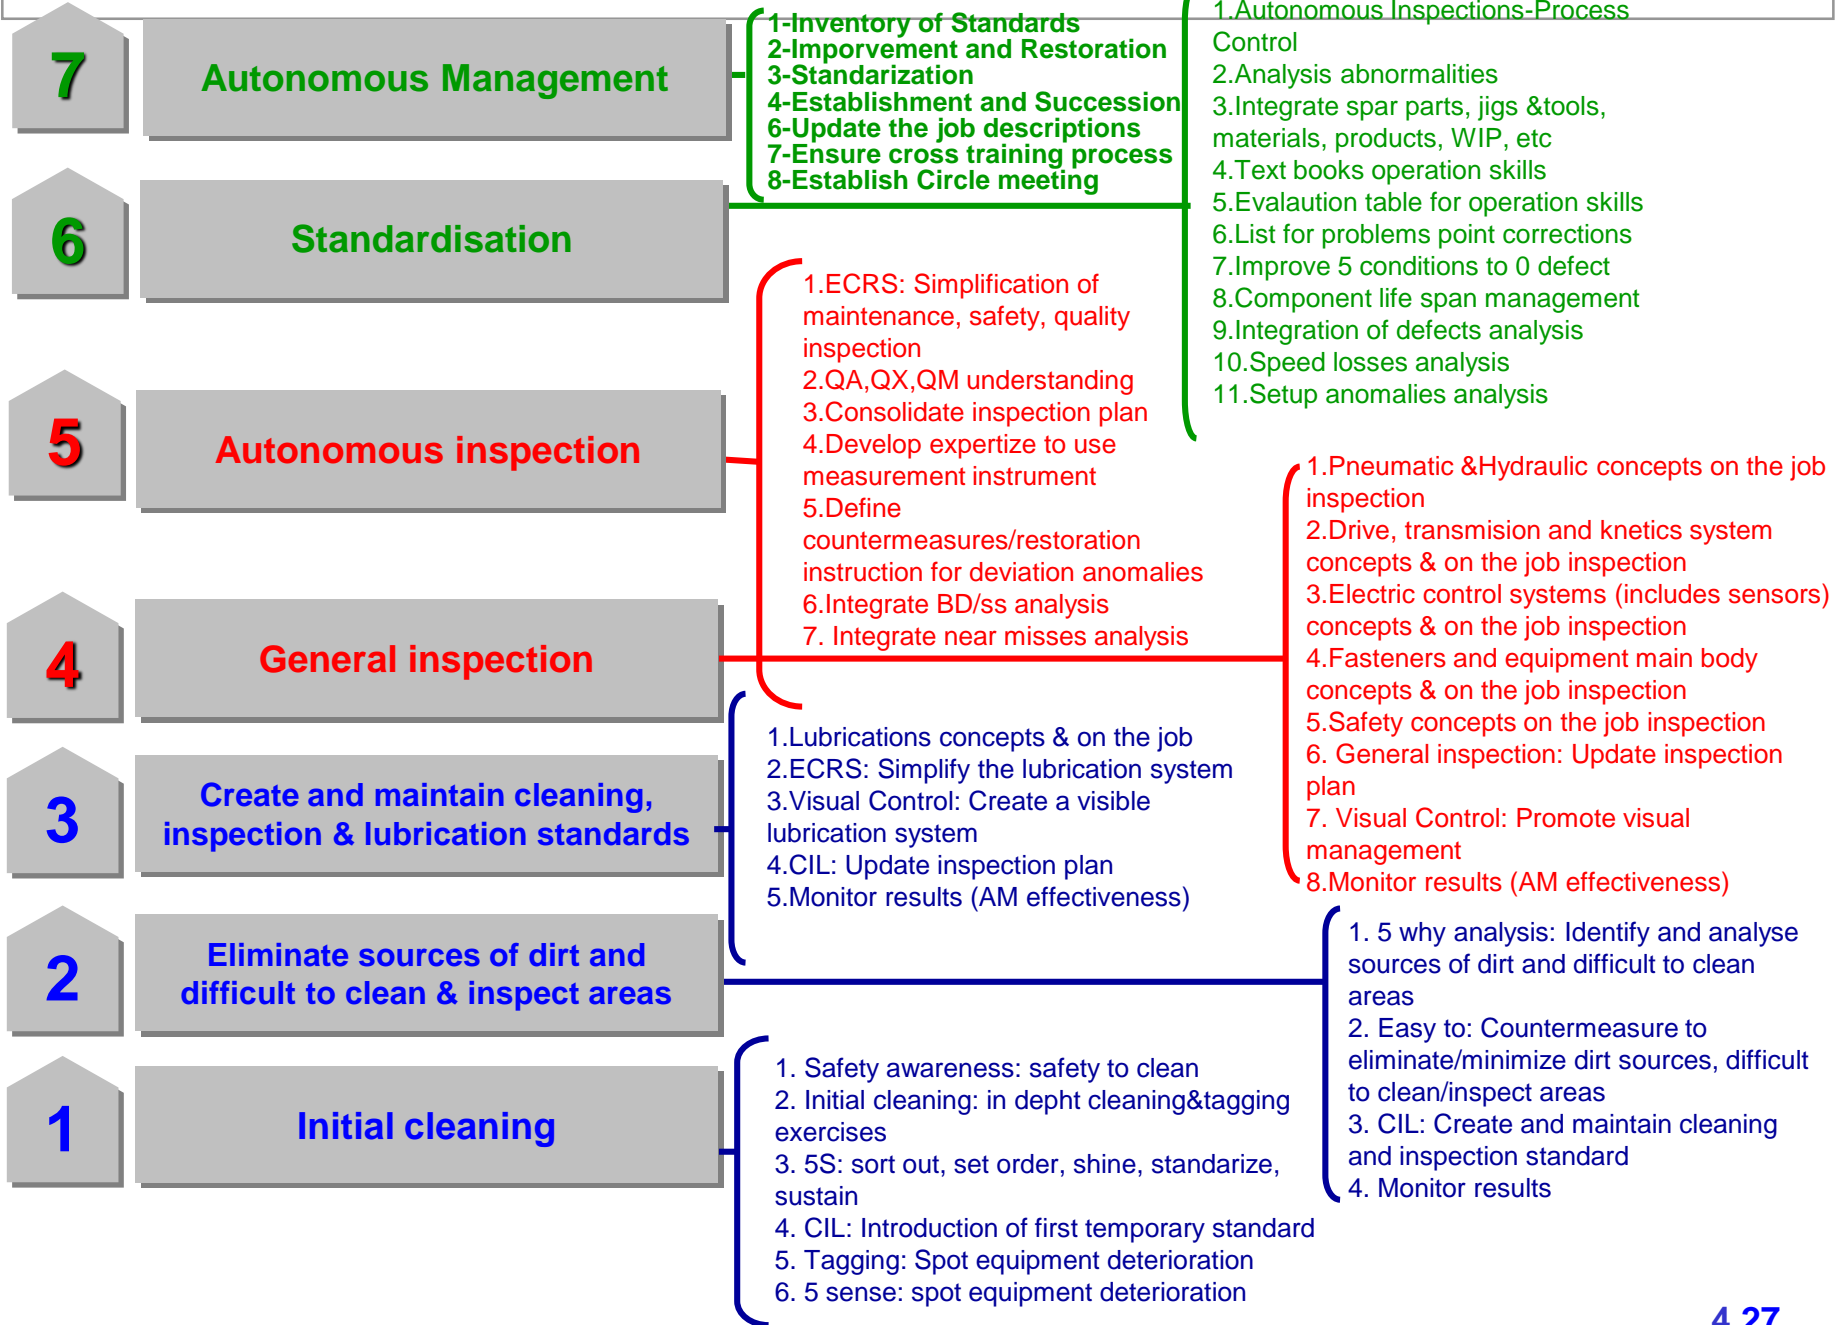 7
Autonomous Management
1-Inventory of Standards
2-Imporvement and Restoration
3-Standarization
4-Establishment and Succession
6-Update the job descriptions
7-Ensure cross training process
8-Establish Circle meeting
6
Standardisation
1.Autonomous Inspections-Process
Control
2.Analysis abnormalities
3.Integrate spar parts, jigs &tools,
materials, products, WIP, etc
4.Text books operation skills
5.Evalaution table for operation skills
6.List for problems point corrections
7.Improve 5 conditions to 0 defect
8.Component life span management
9.Integration of defects analysis
10.Speed losses analysis
11.Setup anomalies analysis
5
Autonomous inspection
1.ECRS: Simplification of
maintenance, safety, quality
inspection
2.QA,QX,QM understanding
3.Consolidate inspection plan
4.Develop expertize to use
measurement instrument
5.Define
countermeasures/restoration
instruction for deviation anomalies
6.Integrate BD/ss analysis
7. Integrate near misses analysis
4
General inspection
1.Pneumatic &Hydraulic concepts on the job
inspection
2.Drive, transmision and knetics system
concepts & on the job inspection
3.Electric control systems (includes sensors)
concepts & on the job inspection
4.Fasteners and equipment main body
concepts & on the job inspection
5.Safety concepts on the job inspection
6. General inspection: Update inspection
plan
7. Visual Control: Promote visual
management
8.Monitor results (AM effectiveness)
3
Create and maintain cleaning,
inspection & lubrication standards
1.Lubrications concepts & on the job
2.ECRS: Simplify the lubrication system
3.Visual Control: Create a visible
lubrication system
4.CIL: Update inspection plan
5.Monitor results (AM effectiveness)
2
Eliminate sources of dirt and
difficult to clean & inspect areas
1. 5 why analysis: Identify and analyse
sources of dirt and difficult to clean
areas
2. Easy to: Countermeasure to
eliminate/minimize dirt sources, difficult
to clean/inspect areas
3. CIL: Create and maintain cleaning
and inspection standard
4. Monitor results
1
Initial cleaning
1. Safety awareness: safety to clean
2. Initial cleaning: in depht cleaning&tagging
exercises
3. 5S: sort out, set order, shine, standarize,
sustain
4. CIL: Introduction of first temporary standard
5. Tagging: Spot equipment deterioration
6. 5 sense: spot equipment deterioration
4.27